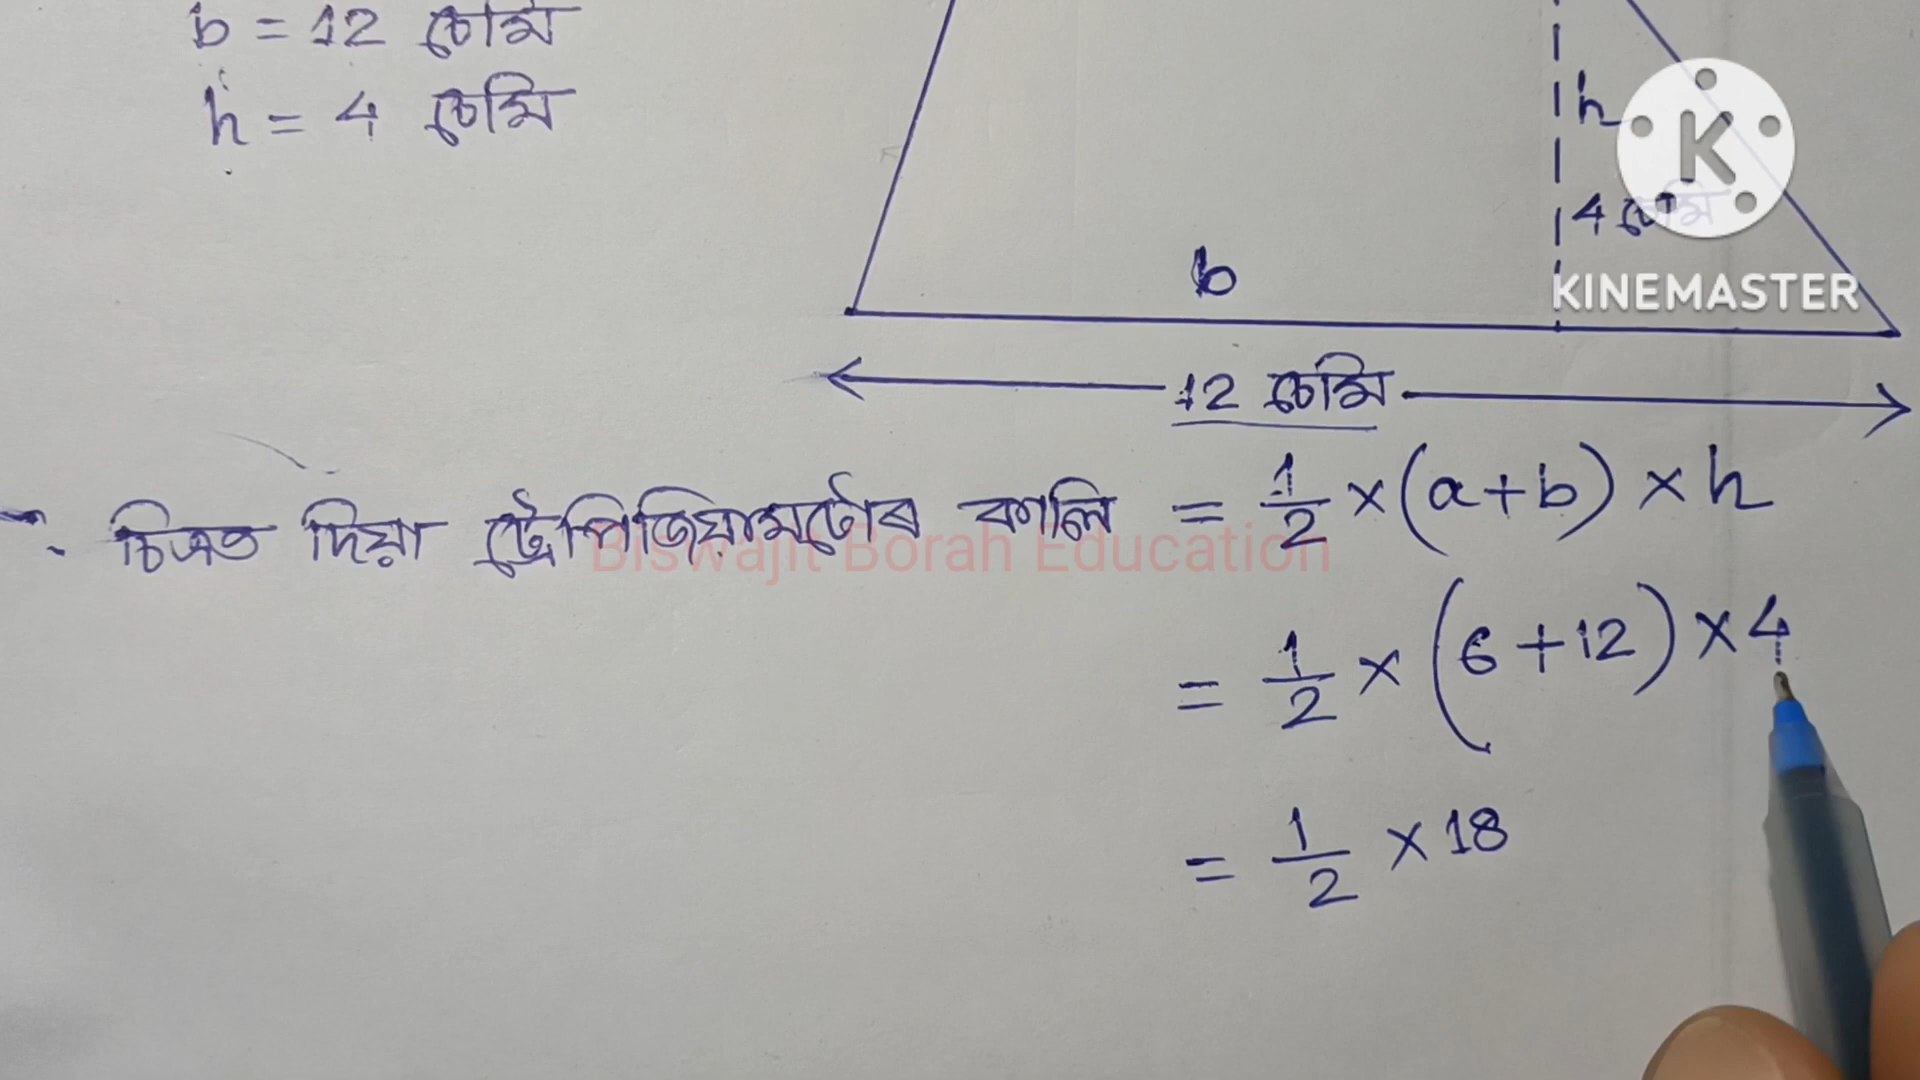 b = 12 চেমি
h = 4 চেমি
h
4 চেমি
KINEMASTER
b
12 চেমি
∴ চিত্ৰত দিয়া ট্ৰেপিজিয়ামটোৰ কালি = 1/2 × (a+b) × h
Biswajit Borah Education
= 1/2 × (6+12) × 4
= 1/2 × 18